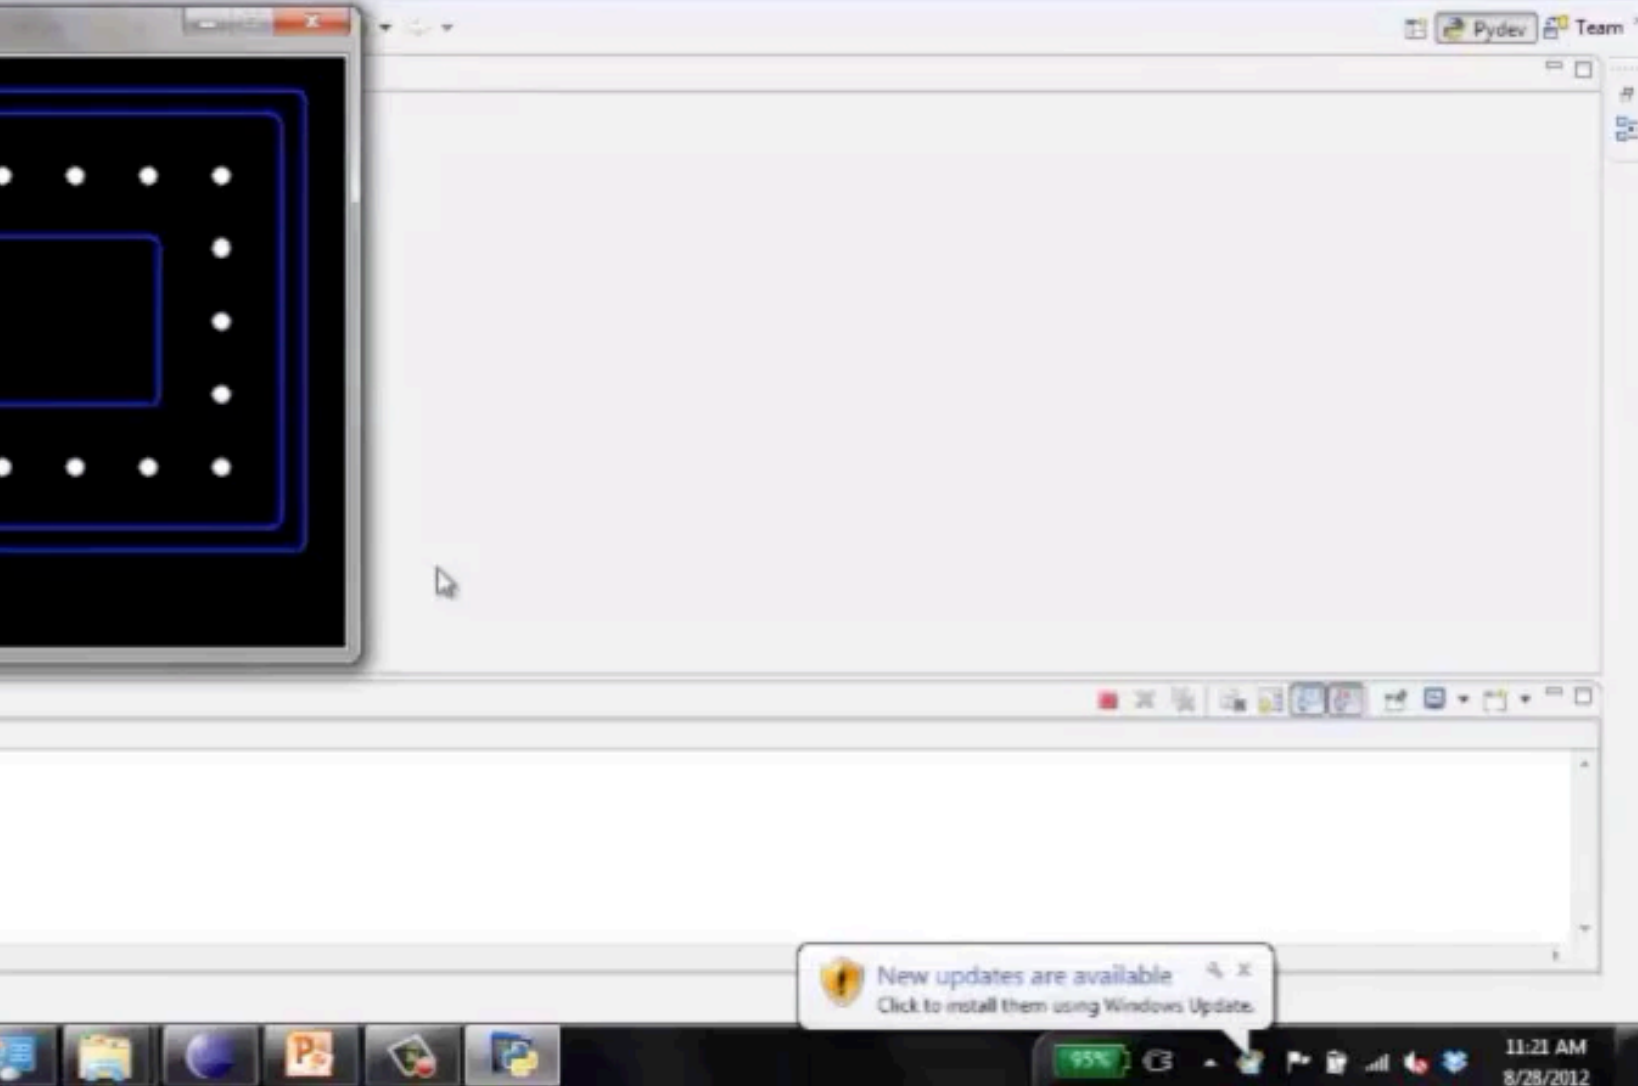 Pydev
Team
New updates are available
Click to install them using Windows Update.
95%
11:21 AM
8/28/2012